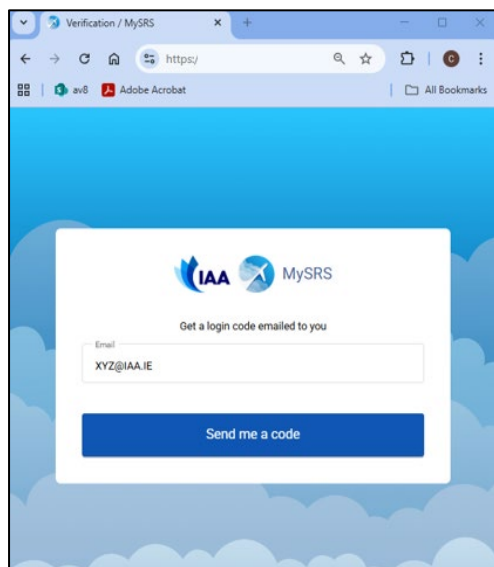 Verification / MySRS
https:/
av8 Adobe Acrobat All Bookmarks
C
IAA MySRS
Get a login code emailed to you
Email
XYZ@IAA.IE
Send me a code